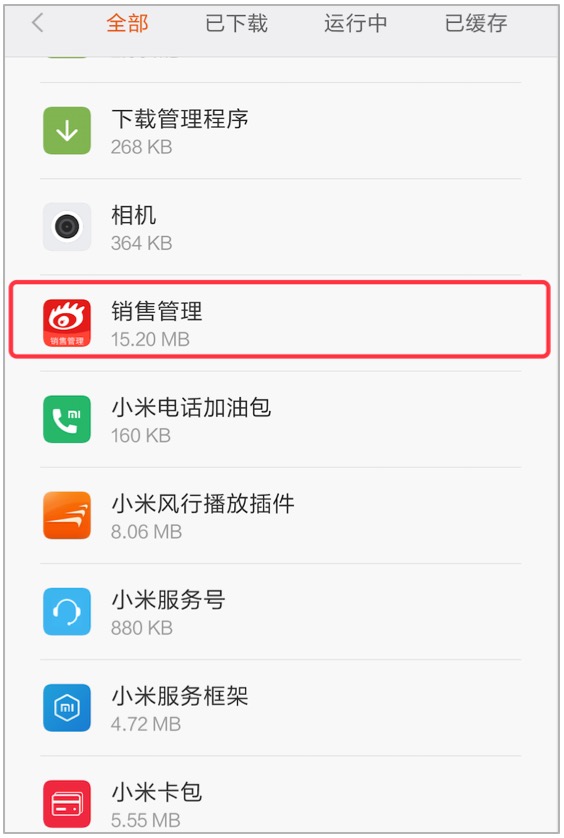 全部 已下载 运行中 已缓存
下载管理程序
268 KB
相机
364 KB
销售管理
销售管理
15.20 MB
小米电话加油包
mi
160 KB
小米风行播放插件
8.06 MB
小米服务号
880 KB
小米服务框架
mi
4.72 MB
小米卡包
5.55 MB